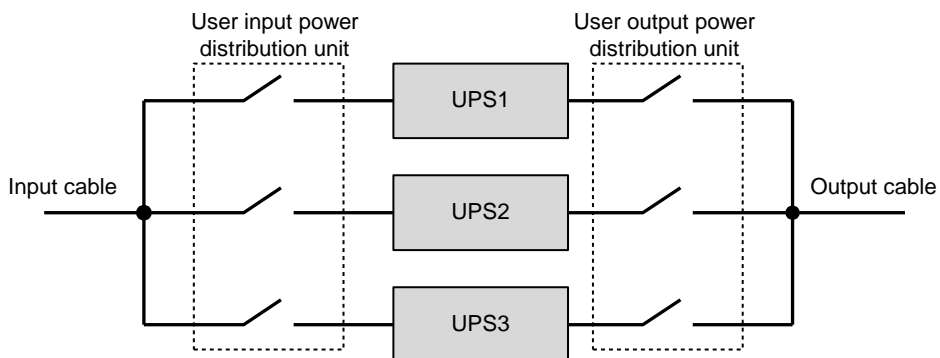 User input power
distribution unit
User output power
distribution unit
UPS1
Input cable
UPS2
Output cable
UPS3